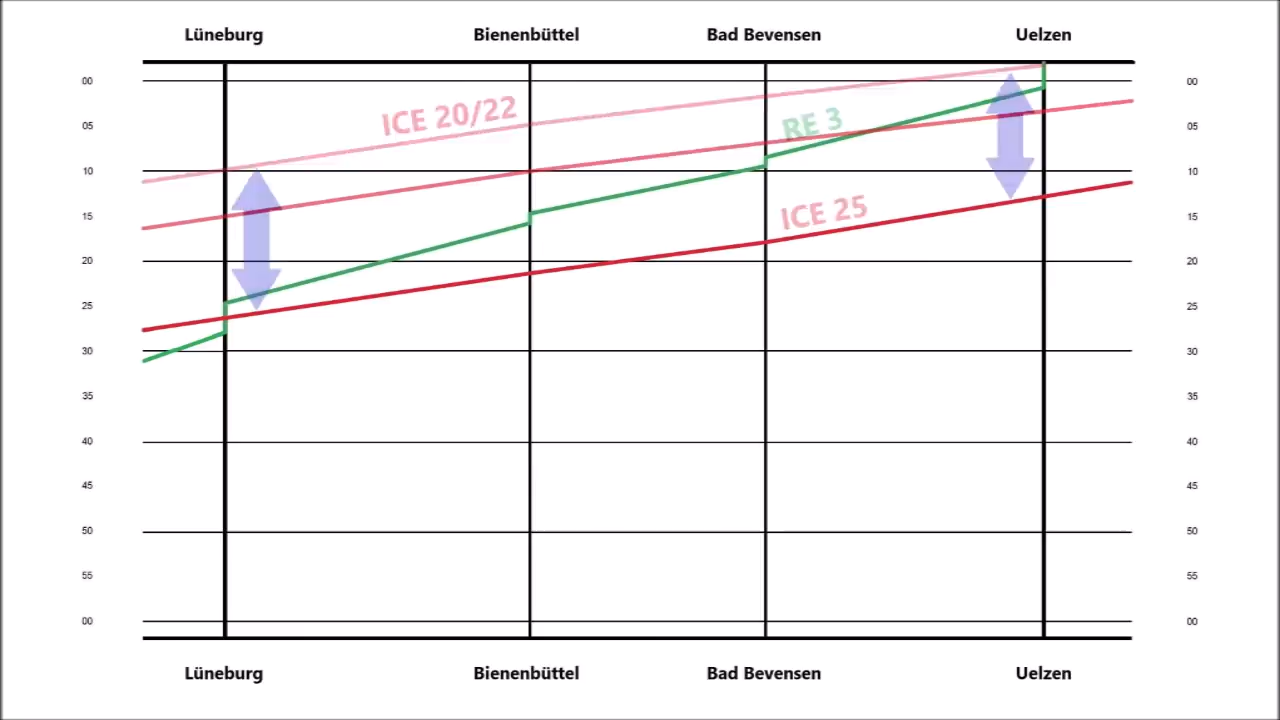 Lüneburg Bienenbüttel Bad Bevensen Uelzen
00 00
ICE 20/22
05 RE 3 05
10 10
15 ICE 25 15
20 20
25 25
30 30
35 35
40 40
45 45
50 50
55 55
00 00
Lüneburg Bienenbüttel Bad Bevensen Uelzen